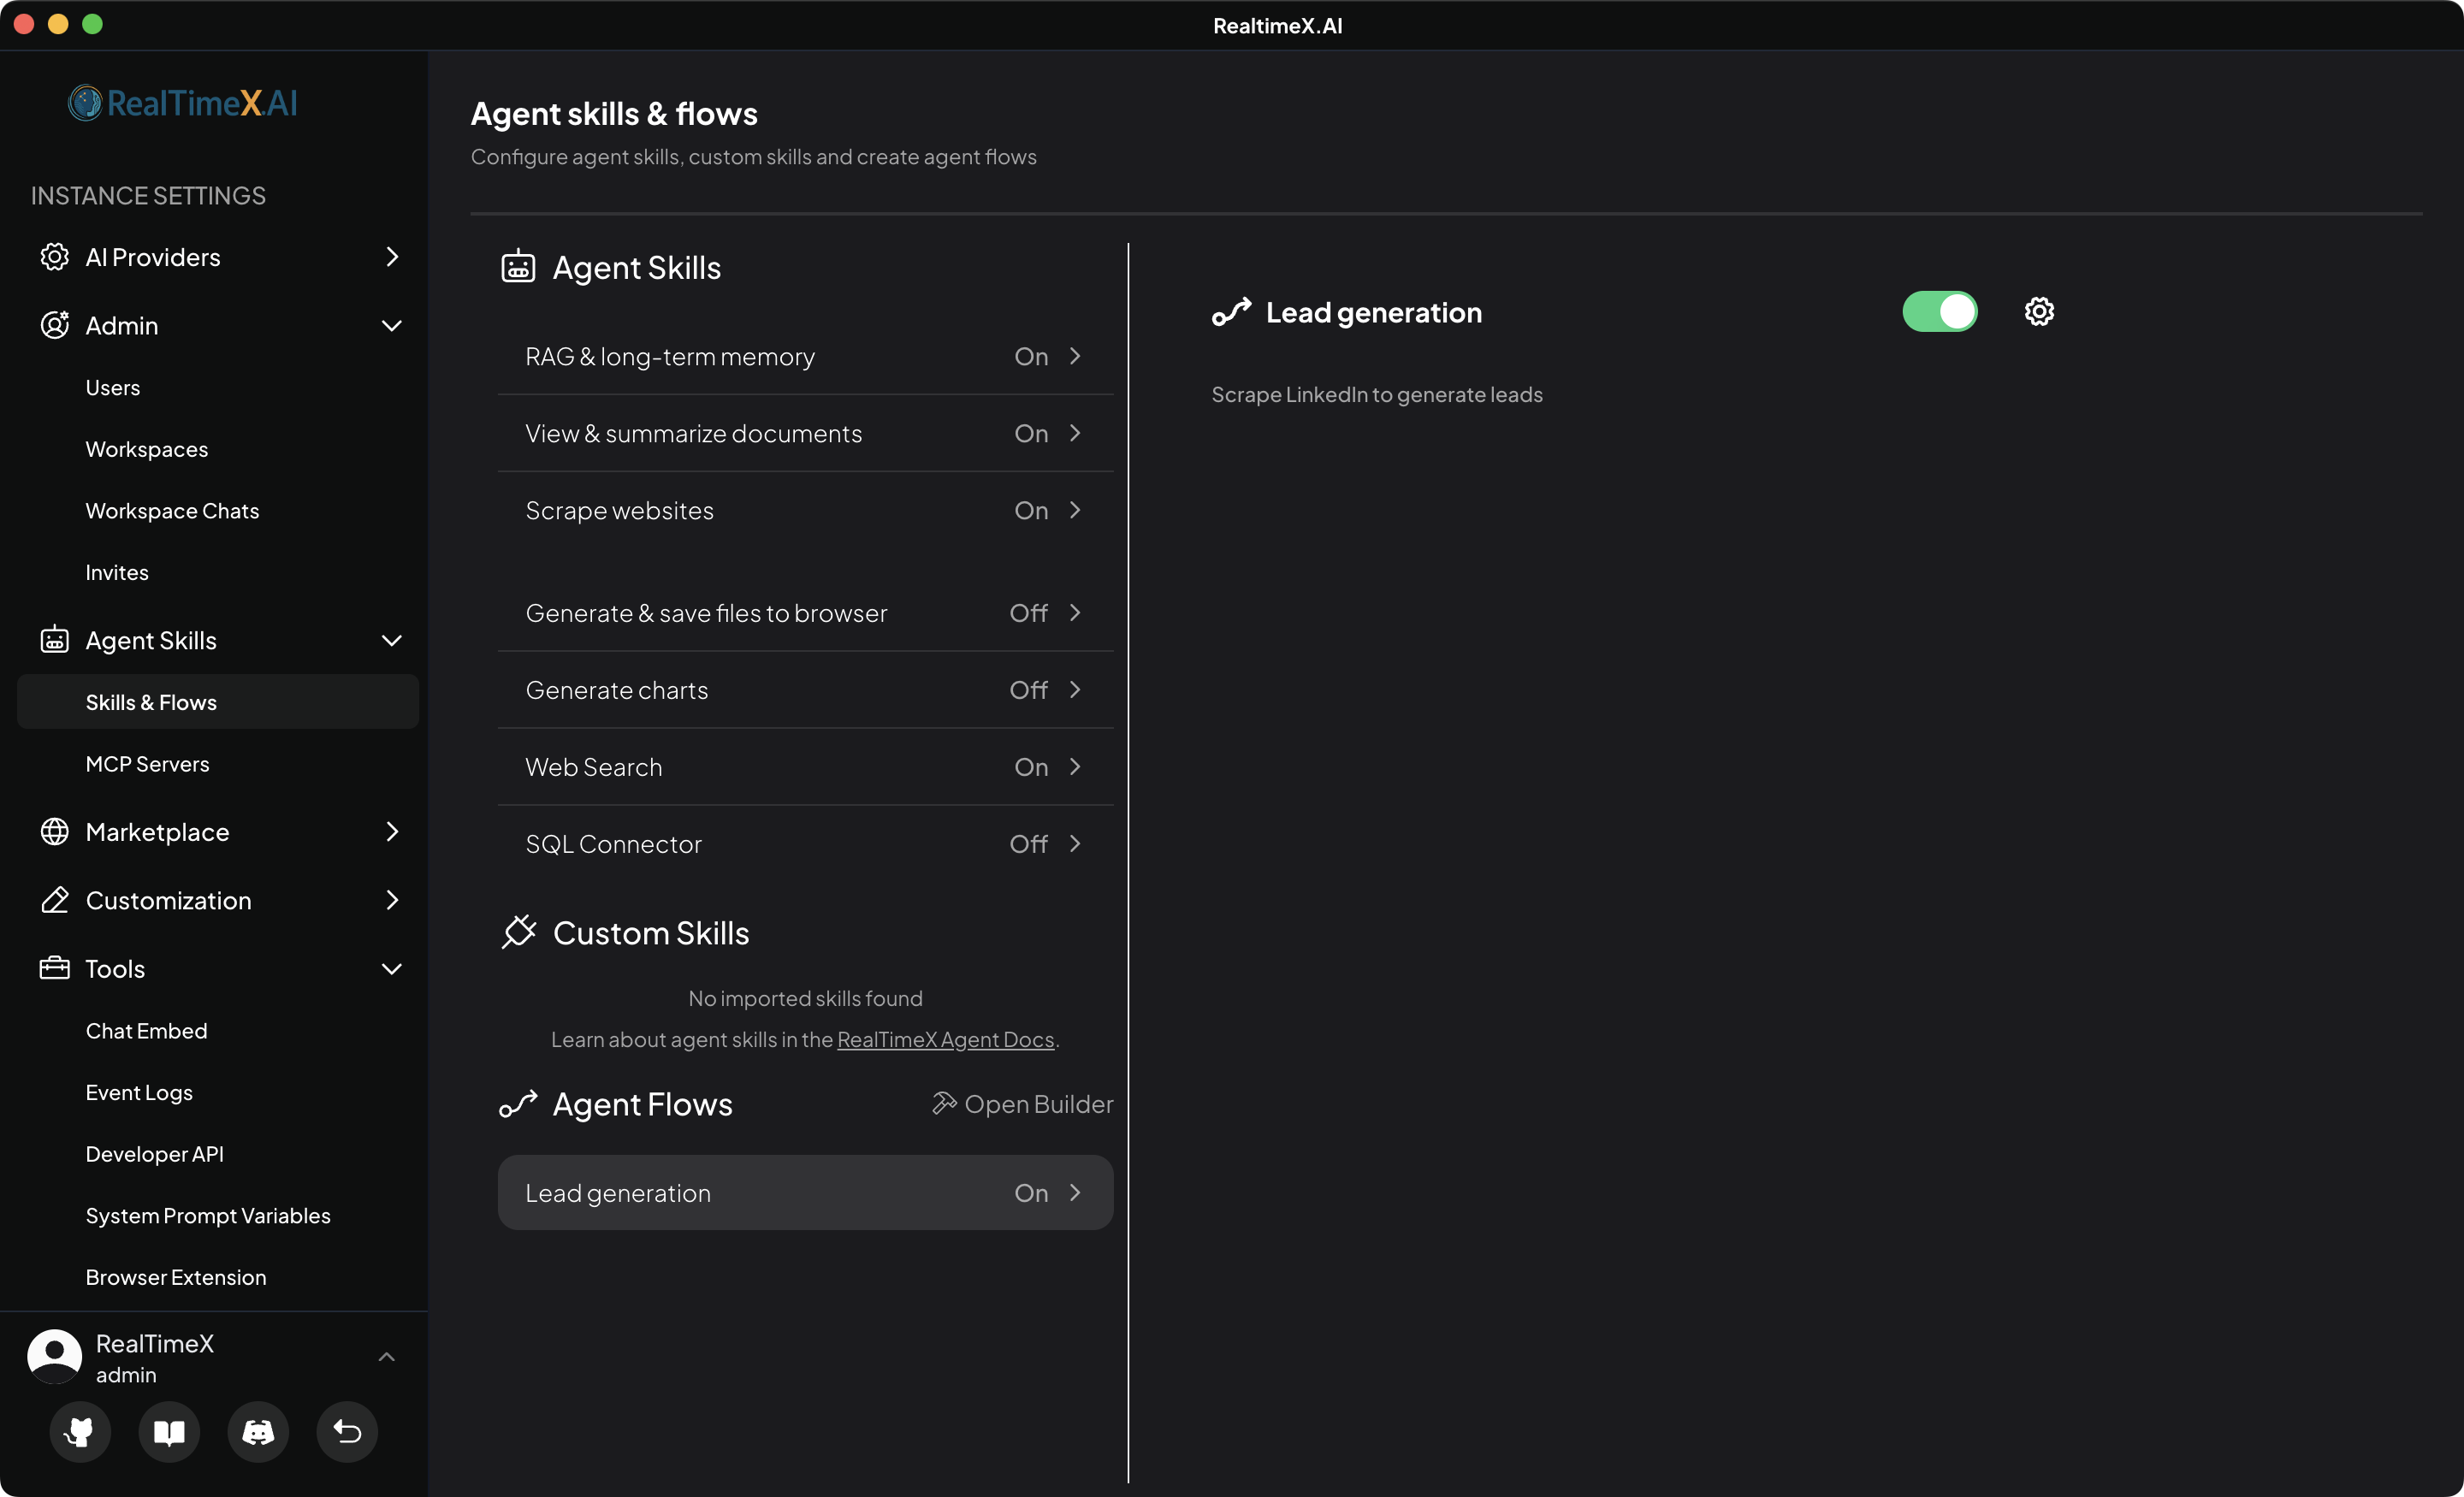 RealtimeX.AI
RealTimeX.AI
INSTANCE SETTINGS
AI Providers
Admin
Users
Workspaces
Workspace Chats
Invites
Agent Skills
Skills & Flows
MCP Servers
Marketplace
Customization
Tools
Chat Embed
Event Logs
Developer API
System Prompt Variables
Browser Extension
RealTimeX
admin
Agent skills & flows
Configure agent skills, custom skills and create agent flows
Agent Skills
RAG & long-term memory On
View & summarize documents On
Scrape websites On
Generate & save files to browser Off
Generate charts Off
Web Search On
SQL Connector Off
Custom Skills
No imported skills found
Learn about agent skills in the RealTimeX Agent Docs.
Agent Flows Open Builder
Lead generation On
Lead generation
Scrape LinkedIn to generate leads